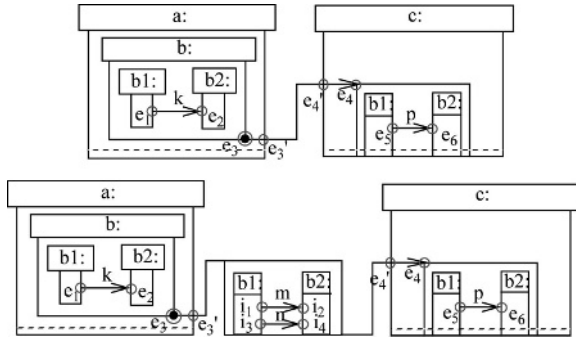 a: c:
b:
b1: b2:
k
e1 e2
e4' e4
b1: b2:
p
e5 e6
e3 e3'
a: c:
b:
b1: b2:
k
e1 e2
e3 e3'
b1: b2:
m
i1 i2
n
i3 i4
e4' e4
b1: b2:
p
e5 e6